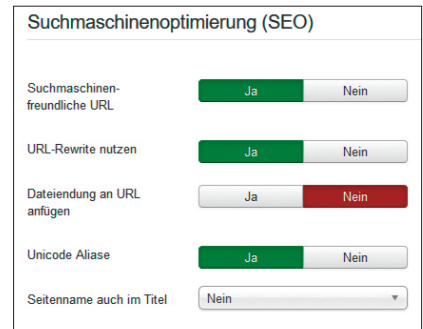 Suchmaschinenoptimierung (SEO)
Suchmaschinen-
freundliche URL
Ja Nein
URL-Rewrite nutzen
Ja Nein
Dateiendung an URL
anfügen
Ja Nein
Unicode Aliase
Ja Nein
Seitenname auch im Titel
Nein